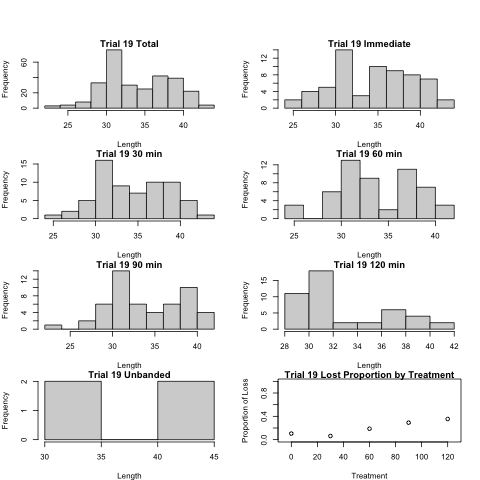 Trial 19 Total
Frequency
20 60
25 30 35 40
Length
Trial 19 Immediate
Frequency
0 4 8 12
25 30 35 40
Length
Trial 19 30 min
Frequency
0 5 10 15
25 30 35 40
Length
Trial 19 60 min
Frequency
0 4 8 12
25 30 35 40
Length
Trial 19 90 min
Frequency
0 4 8 12
25 30 35 40
Length
Trial 19 120 min
Frequency
0 5 10 15
28 30 32 34 36 38 40 42
Length
Trial 19 Unbanded
Frequency
0 1 2
30 35 40 45
Length
Trial 19 Lost Proportion by Treatment
Proportion of Loss
0.0 0.4 0.8
0 20 40 60 80 100 120
Treatment